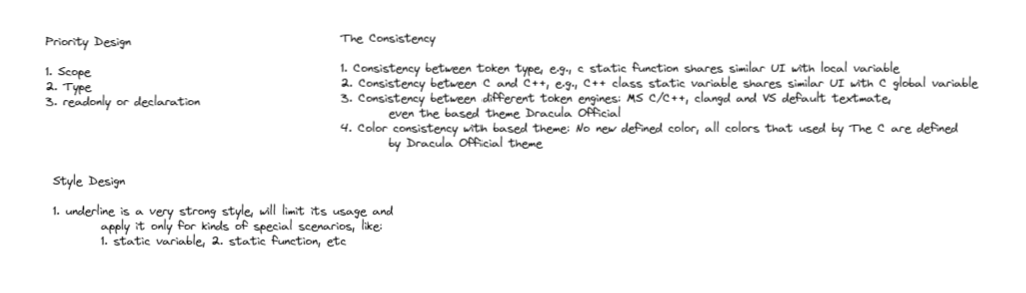 Priority Design
1. Scope
2. Type
3. readonly or declaration
The Consistency
1. Consistency between token type, e.g., c static function shares similar UI with local variable
2. Consistency between C and C++, e.g., C++ class static variable shares similar UI with C global variable
3. Consistency between different token engines: MS C/C++, clangd and VS default textmate,
even the based theme Dracula Official
4. Color consistency with based theme: No new defined color, all colors that used by The C are defined
by Dracula Official theme
Style Design
1. underline is a very strong style, will limit its usage and
apply it only for kinds of special scenarios, like:
1. static variable, 2. static function, etc